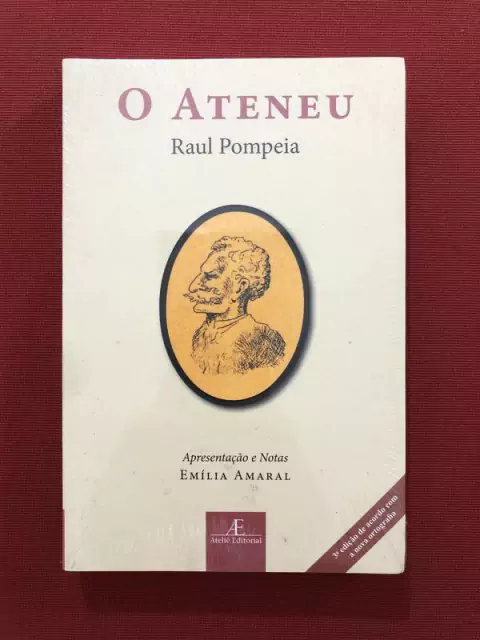 O ATENEU
Raul Pompeia
Apresentação e Notas
EMÍLIA AMARAL
Æ
Ateliê Editorial
3ª edição de acordo com
a nova ortografia